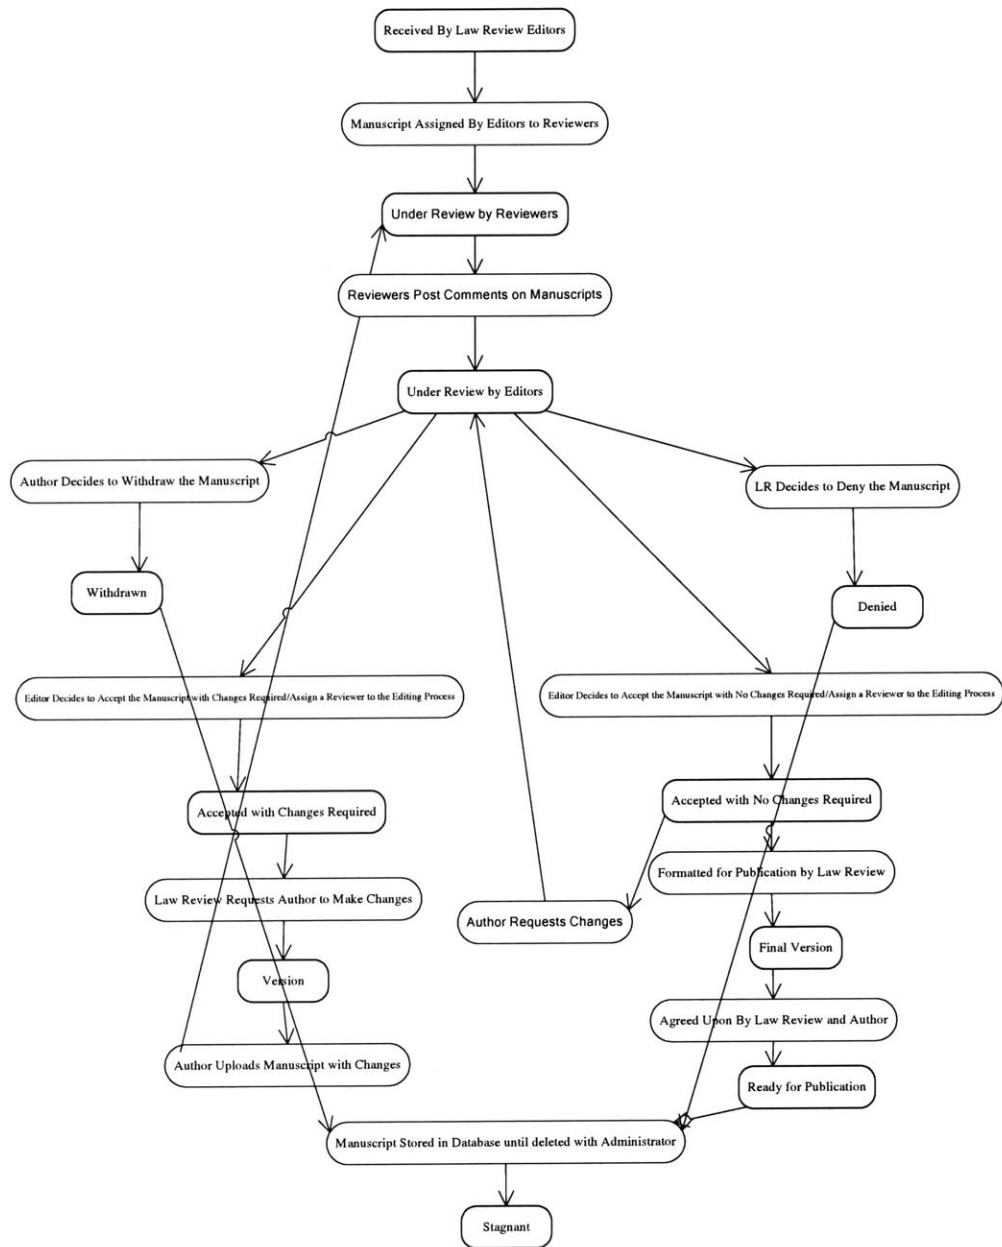 Received By Law Review Editors
Manuscript Assigned By Editors to Reviewers
Under Review by Reviewers
Reviewers Post Comments on Manuscripts
Under Review by Editors
Author Decides to Withdraw the Manuscript
LR Decides to Deny the Manuscript
Withdrawn
Denied
Editor Decides to Accept the Manuscript with Changes Required/Assign a Reviewer to the Editing Process
Editor Decides to Accept the Manuscript with No Changes Required/Assign a Reviewer to the Editing Process
Accepted with Changes Required
Accepted with No Changes Required
Law Review Requests Author to Make Changes
Formatted for Publication by Law Review
Author Requests Changes
Final Version
Version
Agreed Upon By Law Review and Author
Author Uploads Manuscript with Changes
Ready for Publication
Manuscript Stored in Database until deleted with Administrator
Stagnant